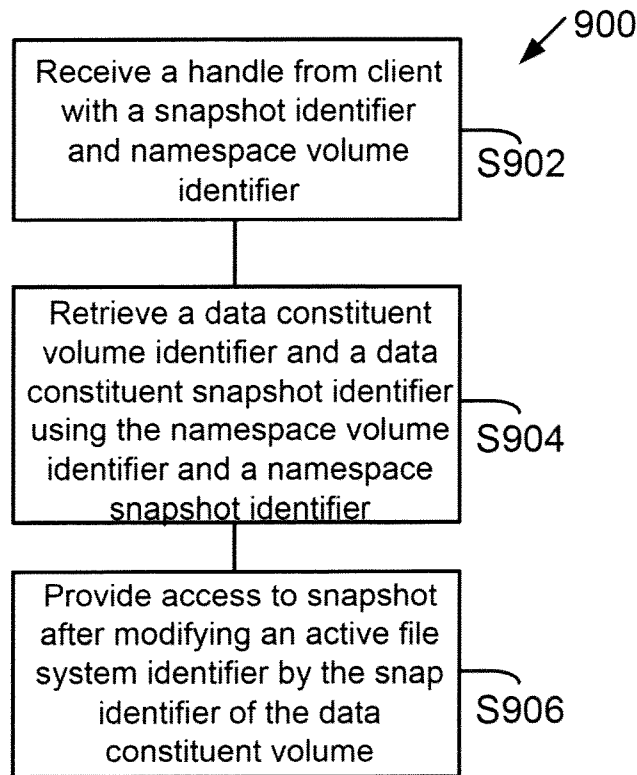 900
Receive a handle from client
with a snapshot identifier
and namespace volume
identifier
S902
Retrieve a data constituent
volume identifier and a data
constituent snapshot identifier
using the namespace volume
identifier and a namespace
snapshot identifier
S904
Provide access to snapshot
after modifying an active file
system identifier by the snap
identifier of the data
constituent volume
S906